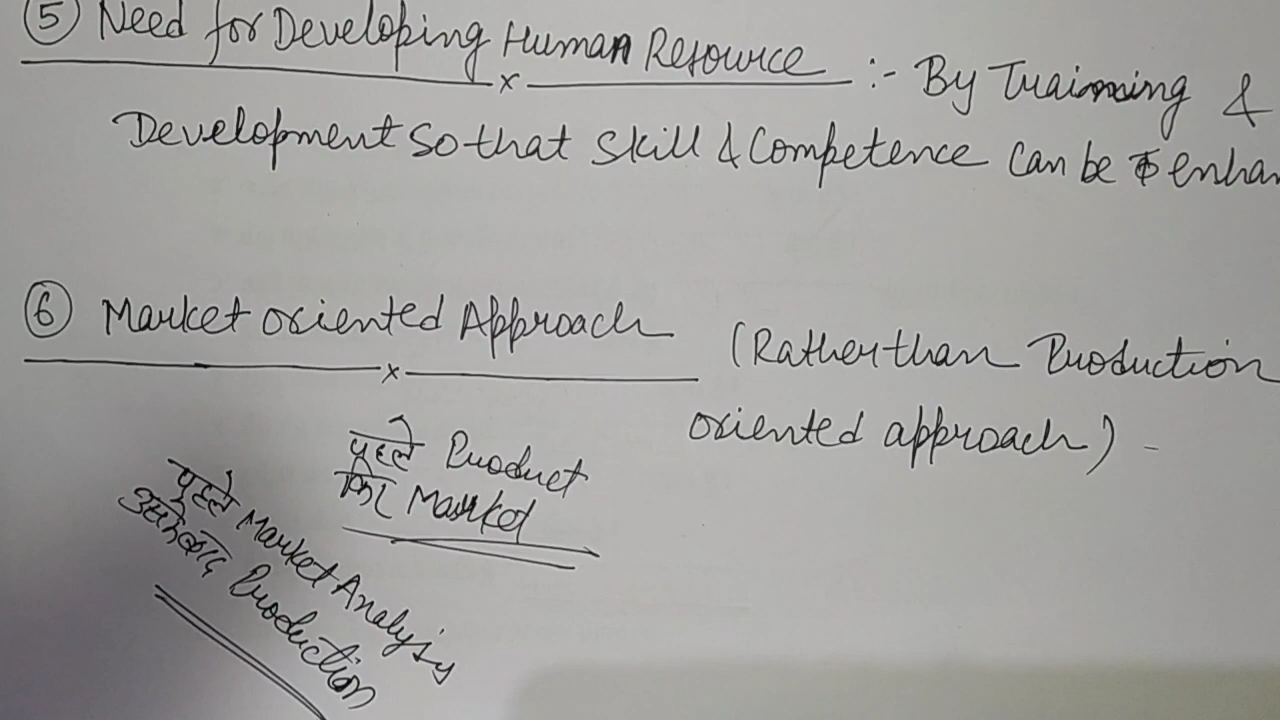 ⑤ Need for Developing Human Resource :- By Training &
Development so that skill & Competence can be enhan
⑥ Market oriented Approach (Rather than Production
oriented approach) -
पहले Product
फिर Market
पहले Market Analysis
उसके बाद Production